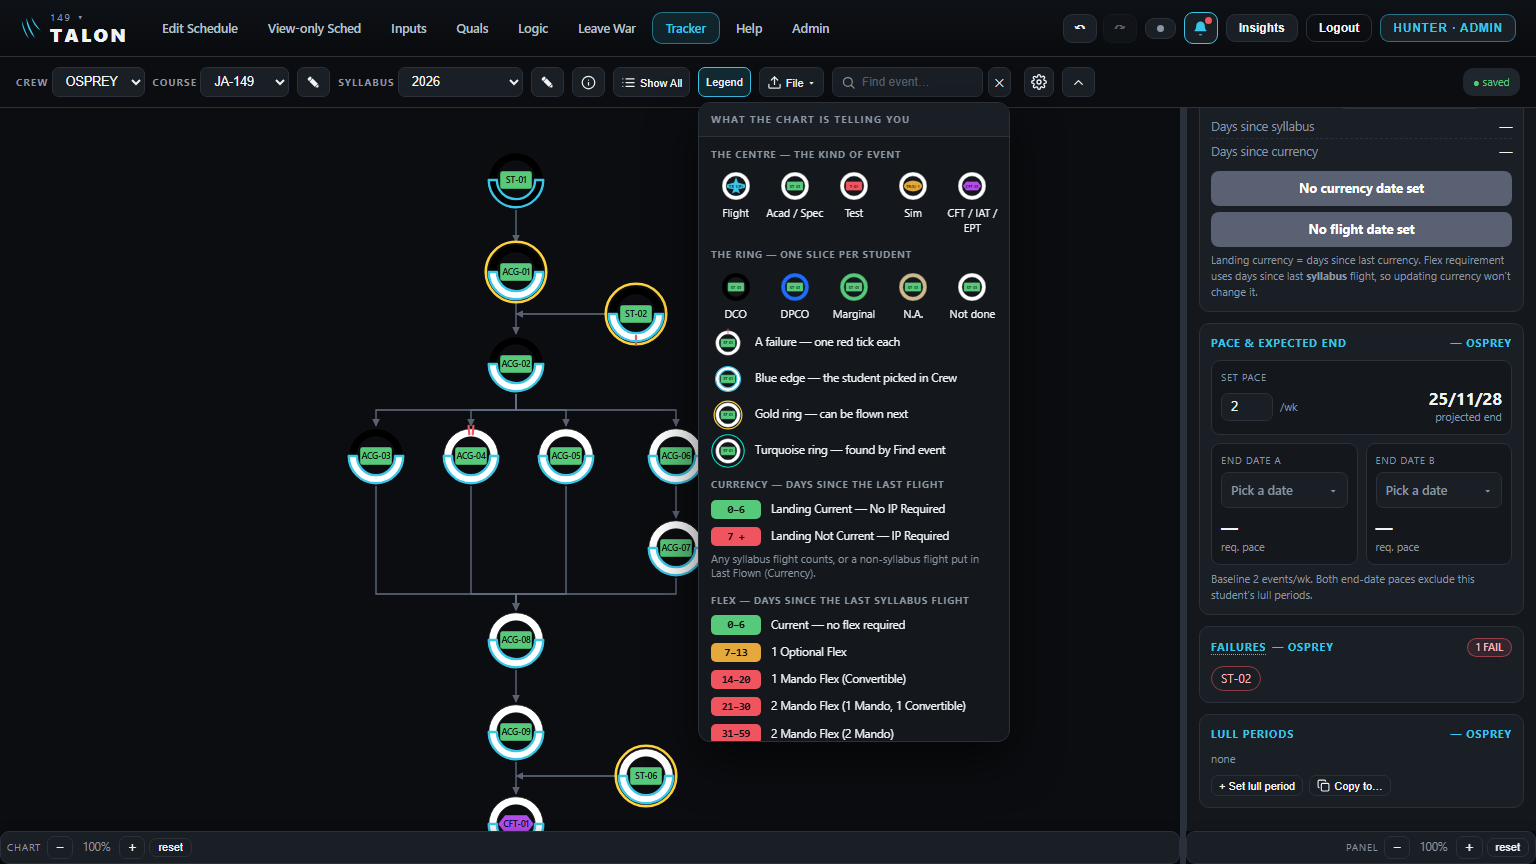 149
TALON
Edit Schedule
View-only Sched
Inputs
Quals
Logic
Leave War
Tracker
Help
Admin
Insights
Logout
HUNTER · ADMIN
CREW
OSPREY
COURSE
JA-149
SYLLABUS
2026
Show All
Legend
File
Find event...
saved
ST-01
ACG-01
ST-02
ACG-02
ACG-03
ACG-04
ACG-05
ACG-06
ACG-07
ACG-08
ACG-09
ST-06
CFT-01
WHAT THE CHART IS TELLING YOU
THE CENTRE — THE KIND OF EVENT
Flight
Acad / Spec
Test
Sim
CFT / IAT /
EPT
THE RING — ONE SLICE PER STUDENT
DCO
DPCO
Marginal
N.A.
Not done
A failure — one red tick each
Blue edge — the student picked in Crew
Gold ring — can be flown next
Turquoise ring — found by Find event
CURRENCY — DAYS SINCE THE LAST FLIGHT
0–6 Landing Current — No IP Required
7 + Landing Not Current — IP Required
Any syllabus flight counts, or a non-syllabus flight put in
Last Flown (Currency).
FLEX — DAYS SINCE THE LAST SYLLABUS FLIGHT
0–6 Current — no flex required
7–13 1 Optional Flex
14–20 1 Mando Flex (Convertible)
21–30 2 Mando Flex (1 Mando, 1 Convertible)
31–59 2 Mando Flex (2 Mando)
Days since syllabus —
Days since currency —
No currency date set
No flight date set
Landing currency = days since last currency. Flex requirement
uses days since last syllabus flight, so updating currency won't
change it.
PACE & EXPECTED END — OSPREY
SET PACE
2 /wk
25/11/28
projected end
END DATE A
Pick a date
—
req. pace
END DATE B
Pick a date
—
req. pace
Baseline 2 events/wk. Both end-date paces exclude this
student's lull periods.
FAILURES — OSPREY
1 FAIL
ST-02
LULL PERIODS — OSPREY
none
+ Set lull period
Copy to...
CHART − 100% + reset
PANEL − 100% + reset